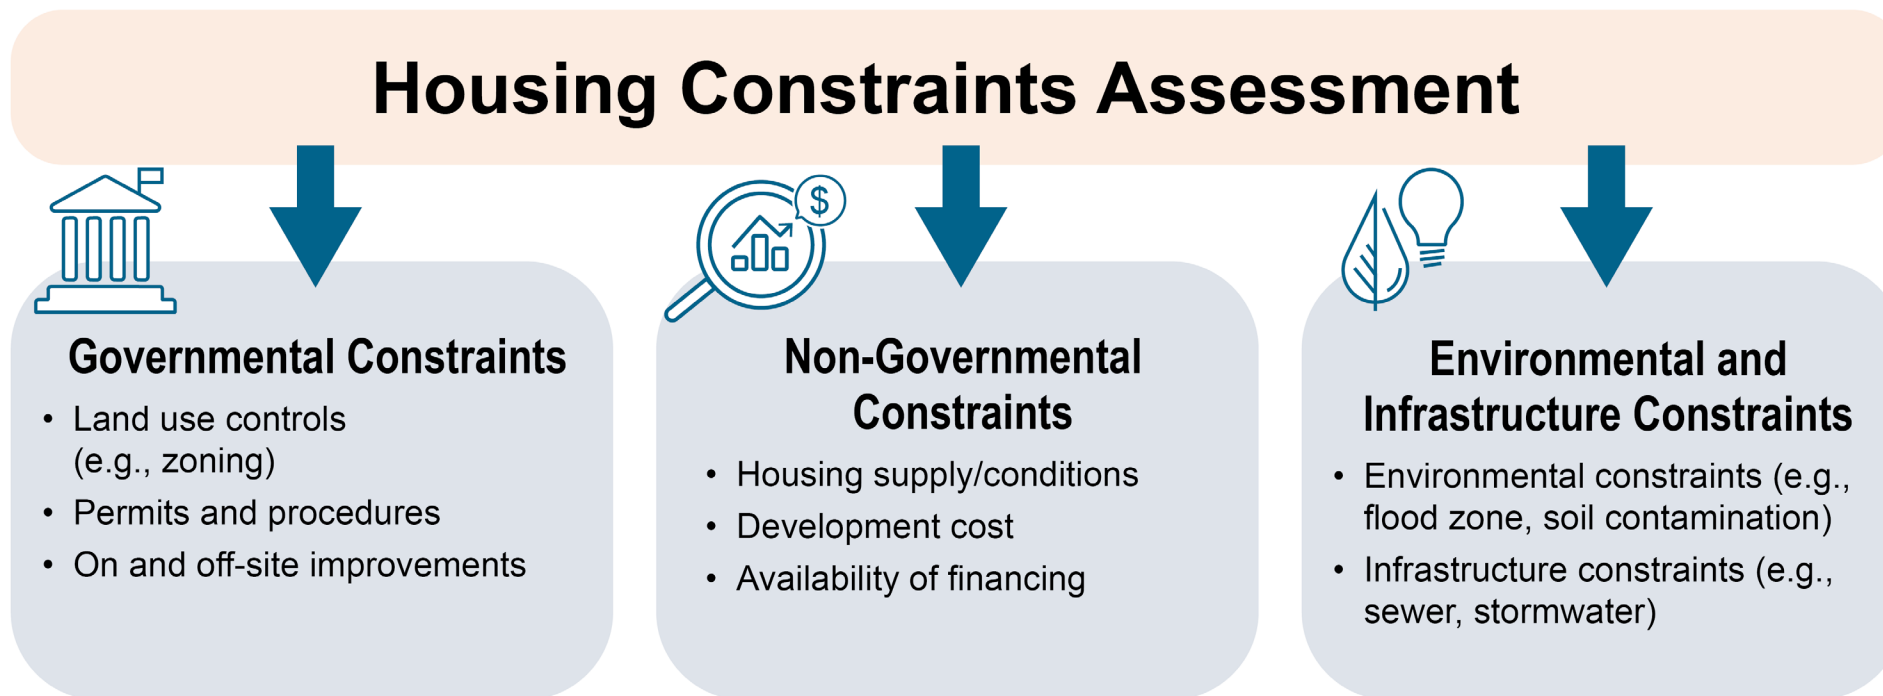 Housing Constraints Assessment
$
Governmental Constraints
• Land use controls
(e.g., zoning)
• Permits and procedures
• On and off-site improvements
Non-Governmental
Constraints
• Housing supply/conditions
• Development cost
• Availability of financing
Environmental and
Infrastructure Constraints
• Environmental constraints (e.g.,
flood zone, soil contamination)
• Infrastructure constraints (e.g.,
sewer, stormwater)